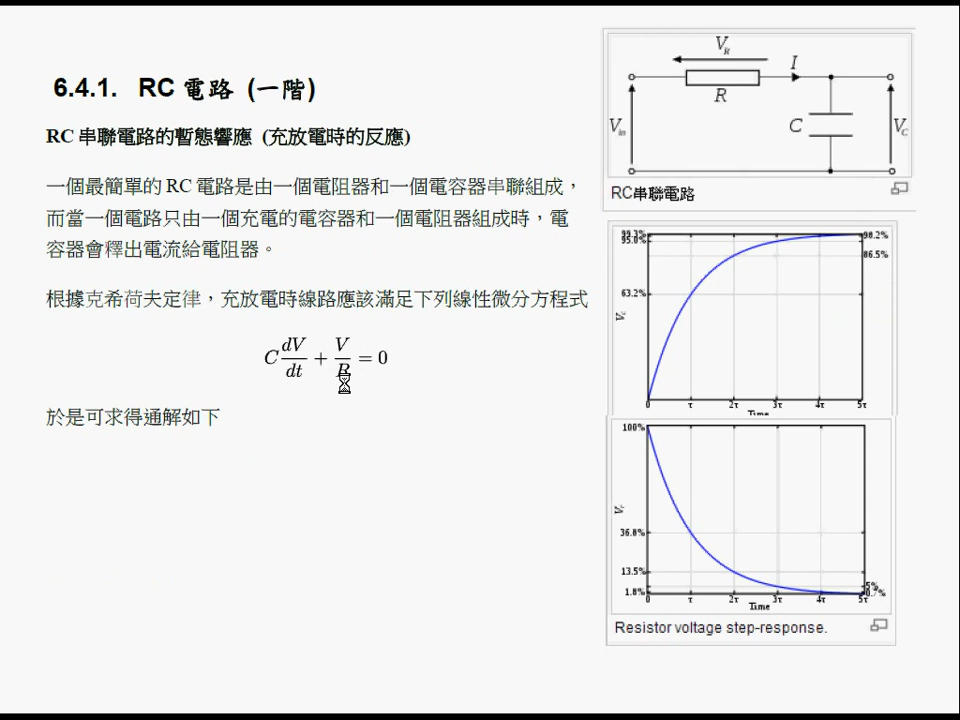 6.4.1. RC 電路 (一階)
RC 串聯電路的暫態響應 (充放電時的反應)
一個最簡單的 RC 電路是由一個電阻器和一個電容器串聯組成，
而當一個電路只由一個充電的電容器和一個電阻器組成時，電
容器會釋出電流給電阻器。
根據克希荷夫定律，充放電時線路應該滿足下列線性微分方程式
C dV/dt + V/R = 0
於是可求得通解如下
V_R
I
R
V_in
C
V_C
RC串聯電路
99.3%
95.0%
98.2%
86.5%
63.2%
V_c
0 τ 2τ 3τ 4τ 5τ
Time
100%
V_r
36.8%
13.5%
5%
1.8%
0.7%
0 τ 2τ 3τ 4τ 5τ
Time
Resistor voltage step-response.